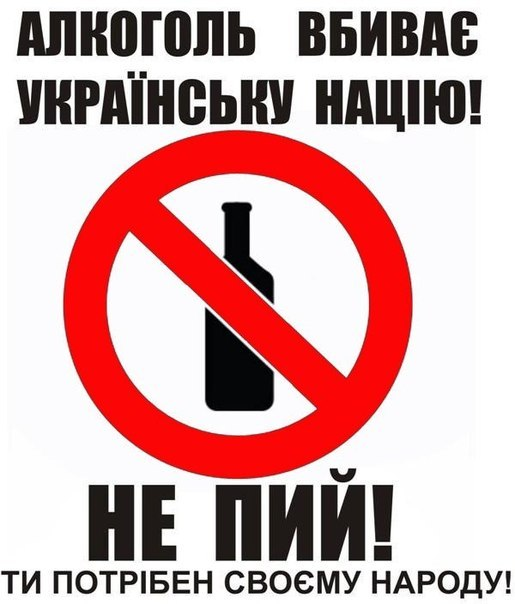 АЛКОГОЛЬ ВБИВАЄ
УКРАЇНСЬКУ НАЦІЮ!
НЕ ПИЙ!
ТИ ПОТРІБЕН СВОЄМУ НАРОДУ!